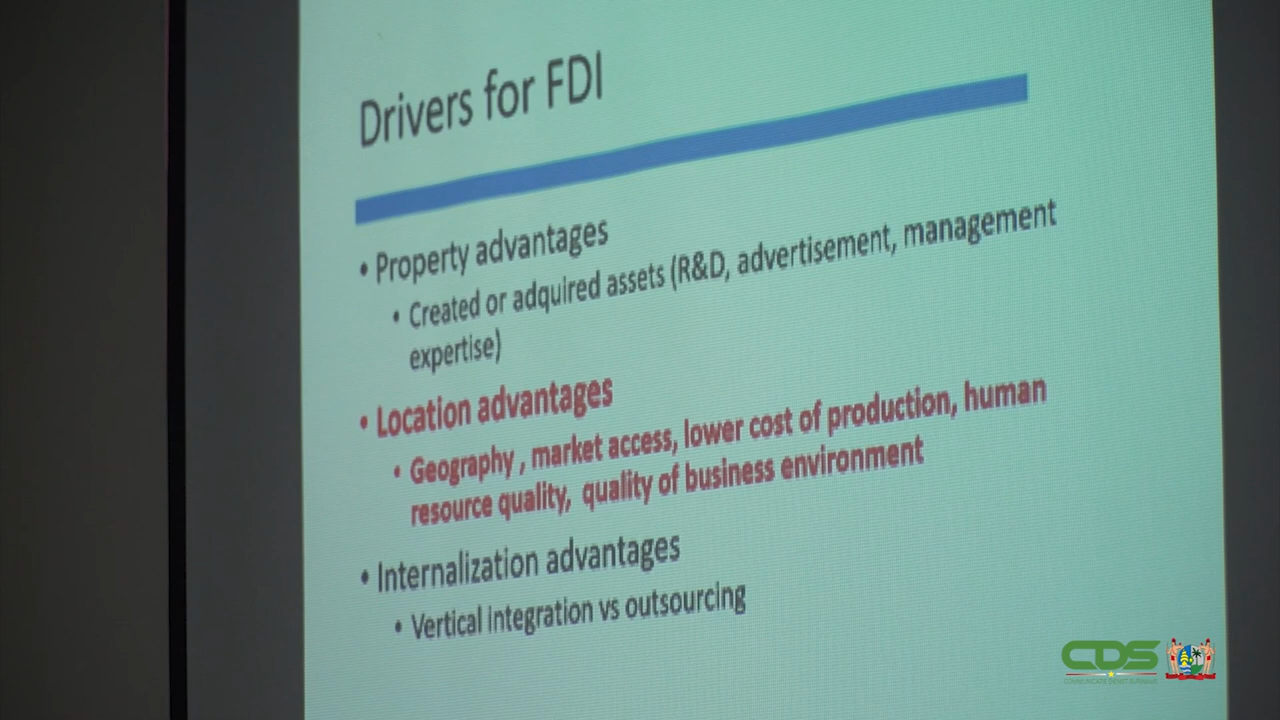 Drivers for FDI
• Property advantages
• Created or adquired assets (R&D, advertisement, management
expertise)
• Location advantages
• Geography , market access, lower cost of production, human
resource quality, quality of business environment
• Internalization advantages
• Vertical Integration vs outsourcing
CDS